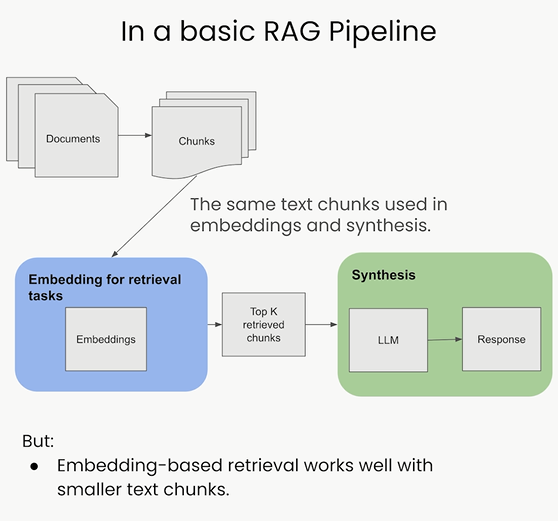 In a basic RAG Pipeline
Documents
Chunks
The same text chunks used in
embeddings and synthesis.
Embedding for retrieval
tasks
Embeddings
Top K
retrieved
chunks
Synthesis
LLM
Response
But:
● Embedding-based retrieval works well with
smaller text chunks.